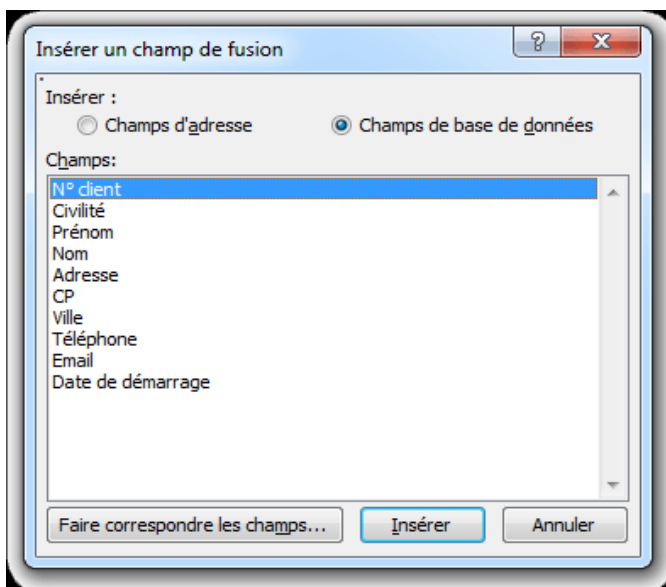 Insérer un champ de fusion
Insérer :
Champs d'adresse Champs de base de données
Champs:
N° client
Civilité
Prénom
Nom
Adresse
CP
Ville
Téléphone
Email
Date de démarrage
Faire correspondre les champs... Insérer Annuler